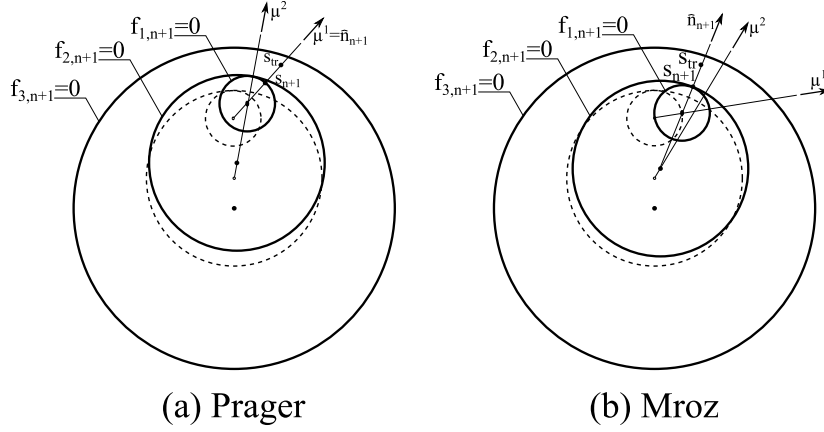 f₁,ₙ₊₁=0
f₂,ₙ₊₁=0
f₃,ₙ₊₁=0
μ²
μ¹=n̂ₙ₊₁
sₜᵣ
sₙ₊₁
f₁,ₙ₊₁=0
f₂,ₙ₊₁=0
f₃,ₙ₊₁=0
n̂ₙ₊₁
μ²
sₜᵣ
sₙ₊₁
μ¹
(a) Prager
(b) Mroz